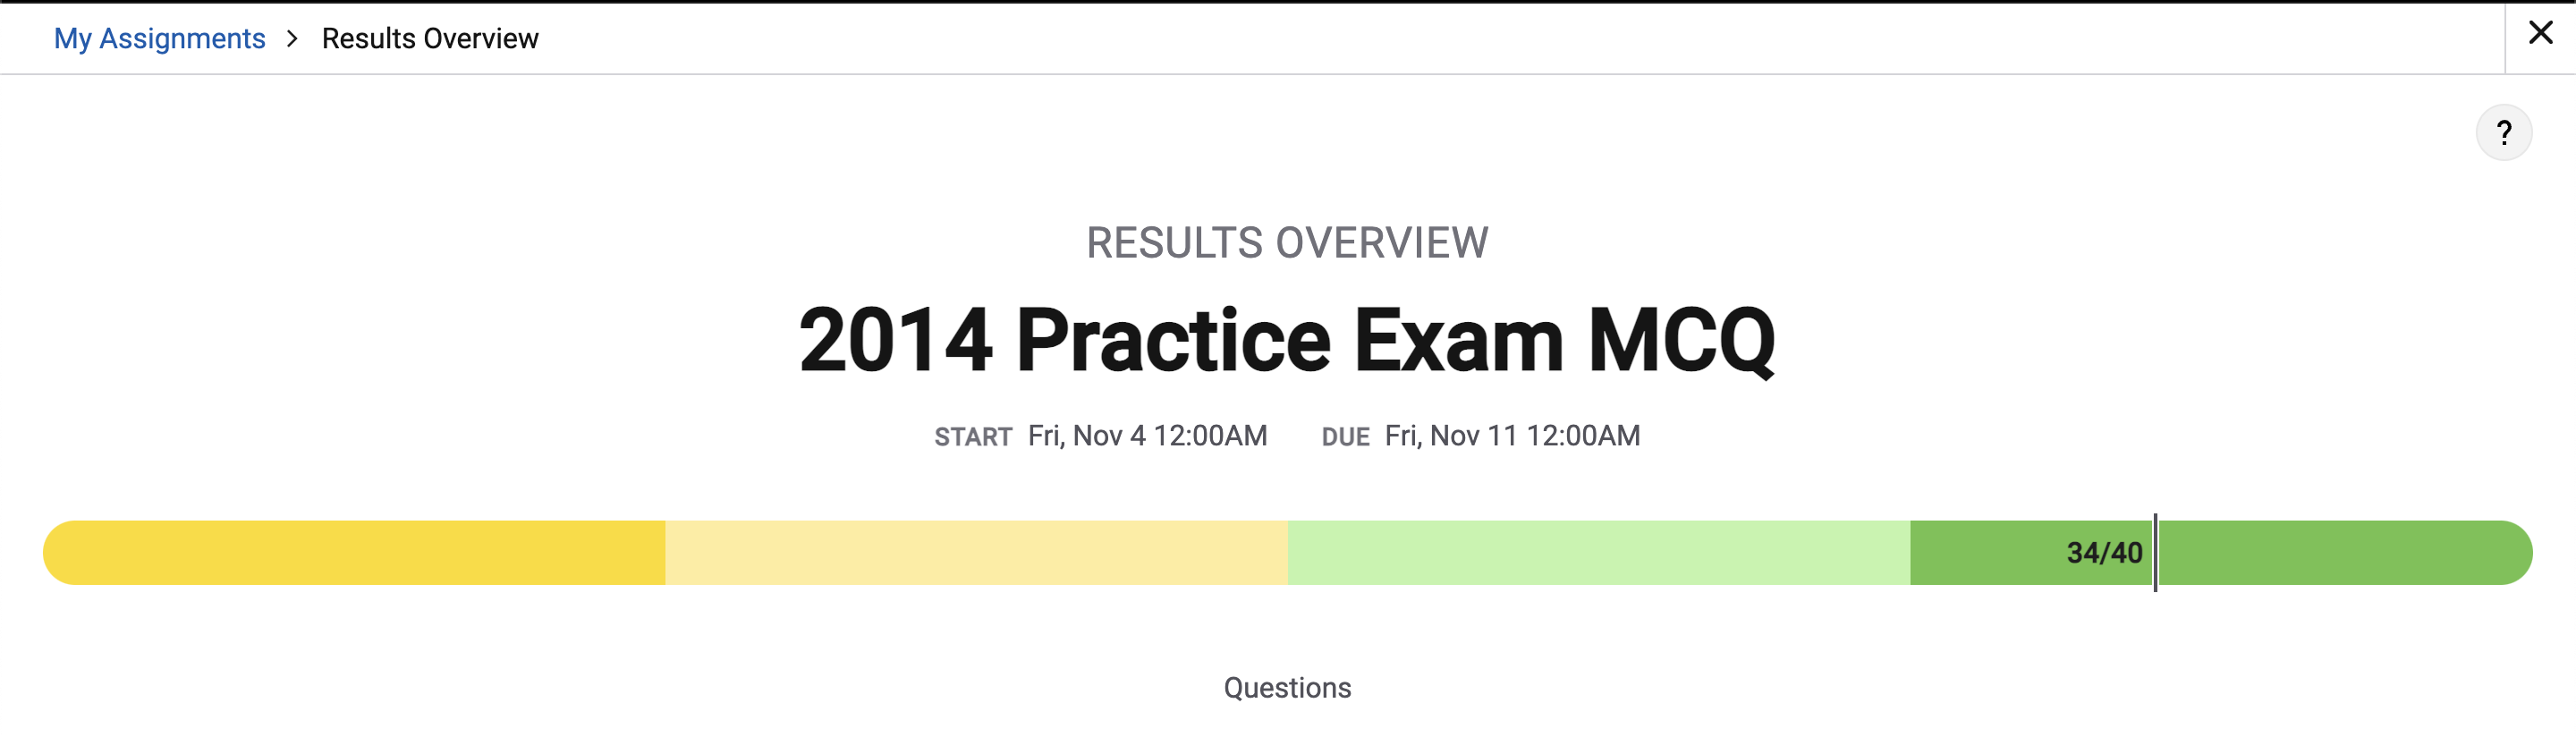 My Assignments > Results Overview
?
RESULTS OVERVIEW
2014 Practice Exam MCQ
START Fri, Nov 4 12:00AM DUE Fri, Nov 11 12:00AM
34/40
Questions